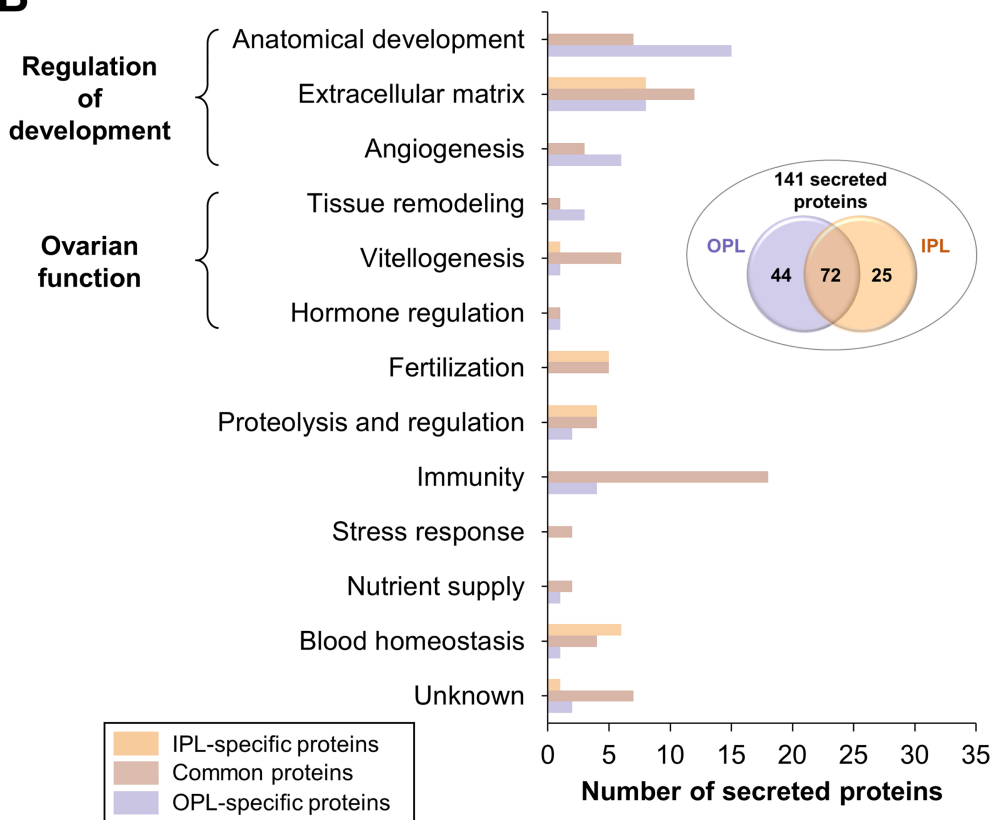 B
Regulation
of
development
Anatomical development
Extracellular matrix
Angiogenesis
Ovarian
function
Tissue remodeling
Vitellogenesis
Hormone regulation
Fertilization
Proteolysis and regulation
Immunity
Stress response
Nutrient supply
Blood homeostasis
Unknown
141 secreted
proteins
OPL
IPL
44 72 25
0 5 10 15 20 25 30 35
Number of secreted proteins
IPL-specific proteins
Common proteins
OPL-specific proteins